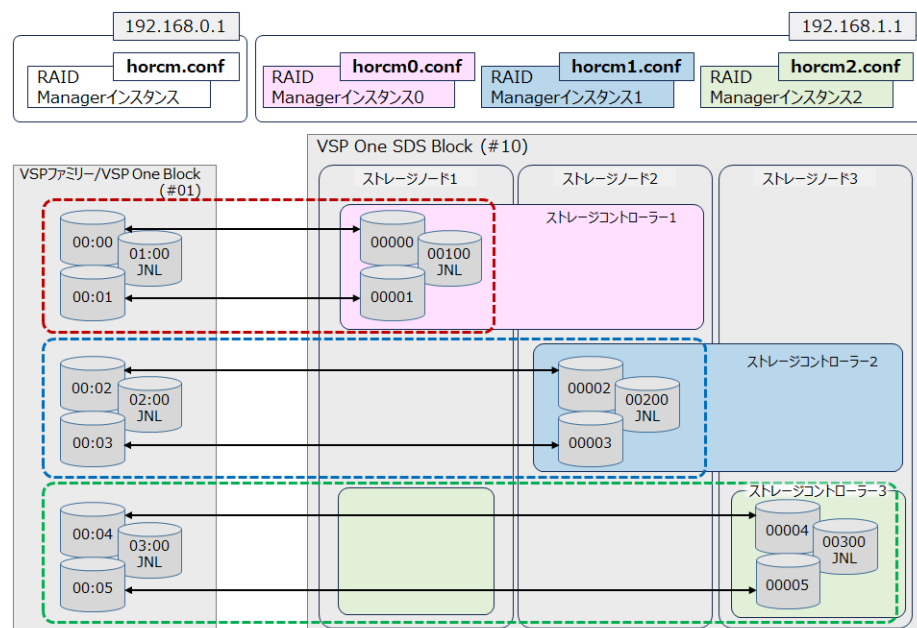 192.168.0.1
horcm.conf
RAID
Managerインスタンス
192.168.1.1
horcm0.conf
RAID
Managerインスタンス0
horcm1.conf
RAID
Managerインスタンス1
horcm2.conf
RAID
Managerインスタンス2
VSPファミリー/VSP One Block
(#01)
VSP One SDS Block (#10)
ストレージノード1
ストレージノード2
ストレージノード3
00:00
01:00
JNL
00:01
00000
00100
JNL
00001
ストレージコントローラー1
00:02
02:00
JNL
00:03
00002
00200
JNL
00003
ストレージコントローラー2
00:04
03:00
JNL
00:05
ストレージコントローラー3
00004
00300
JNL
00005